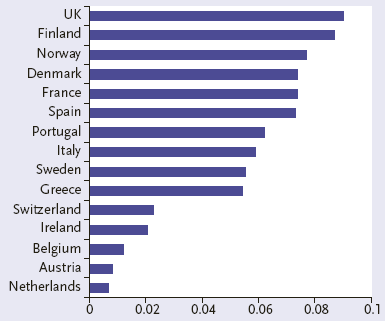 UK
Finland
Norway
Denmark
France
Spain
Portugal
Italy
Sweden
Greece
Switzerland
Ireland
Belgium
Austria
Netherlands
0 0.02 0.04 0.06 0.08 0.1